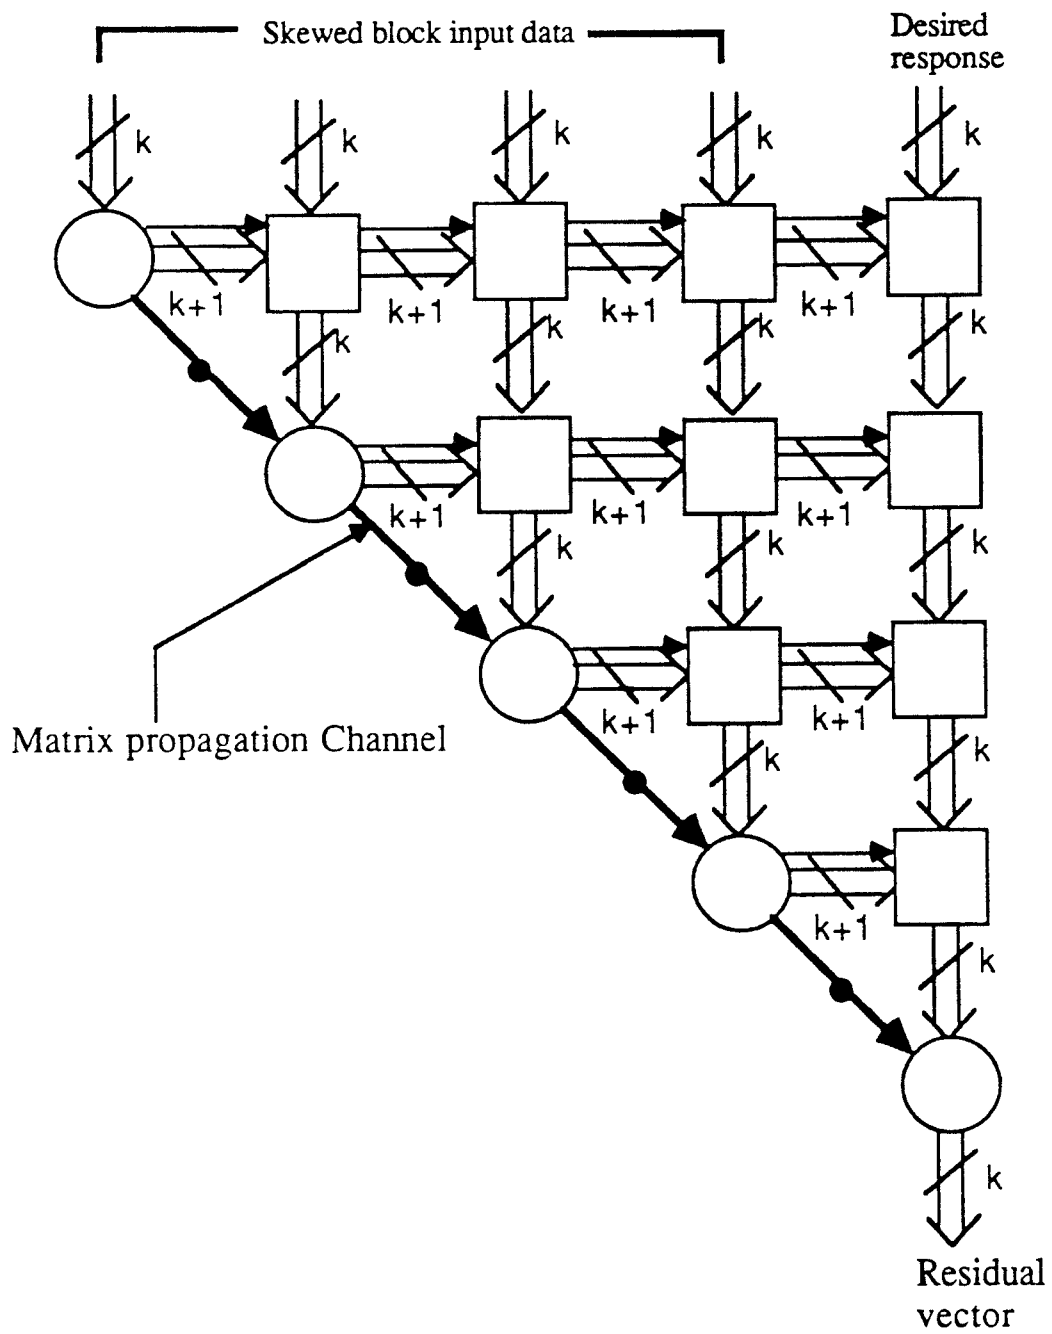 Skewed block input data
Desired
response
k k k k k
k+1 k+1 k+1 k+1
k k k k
k+1 k+1 k+1
k k k
k+1 k+1
Matrix propagation Channel
k k
k+1
k
k
Residual
vector